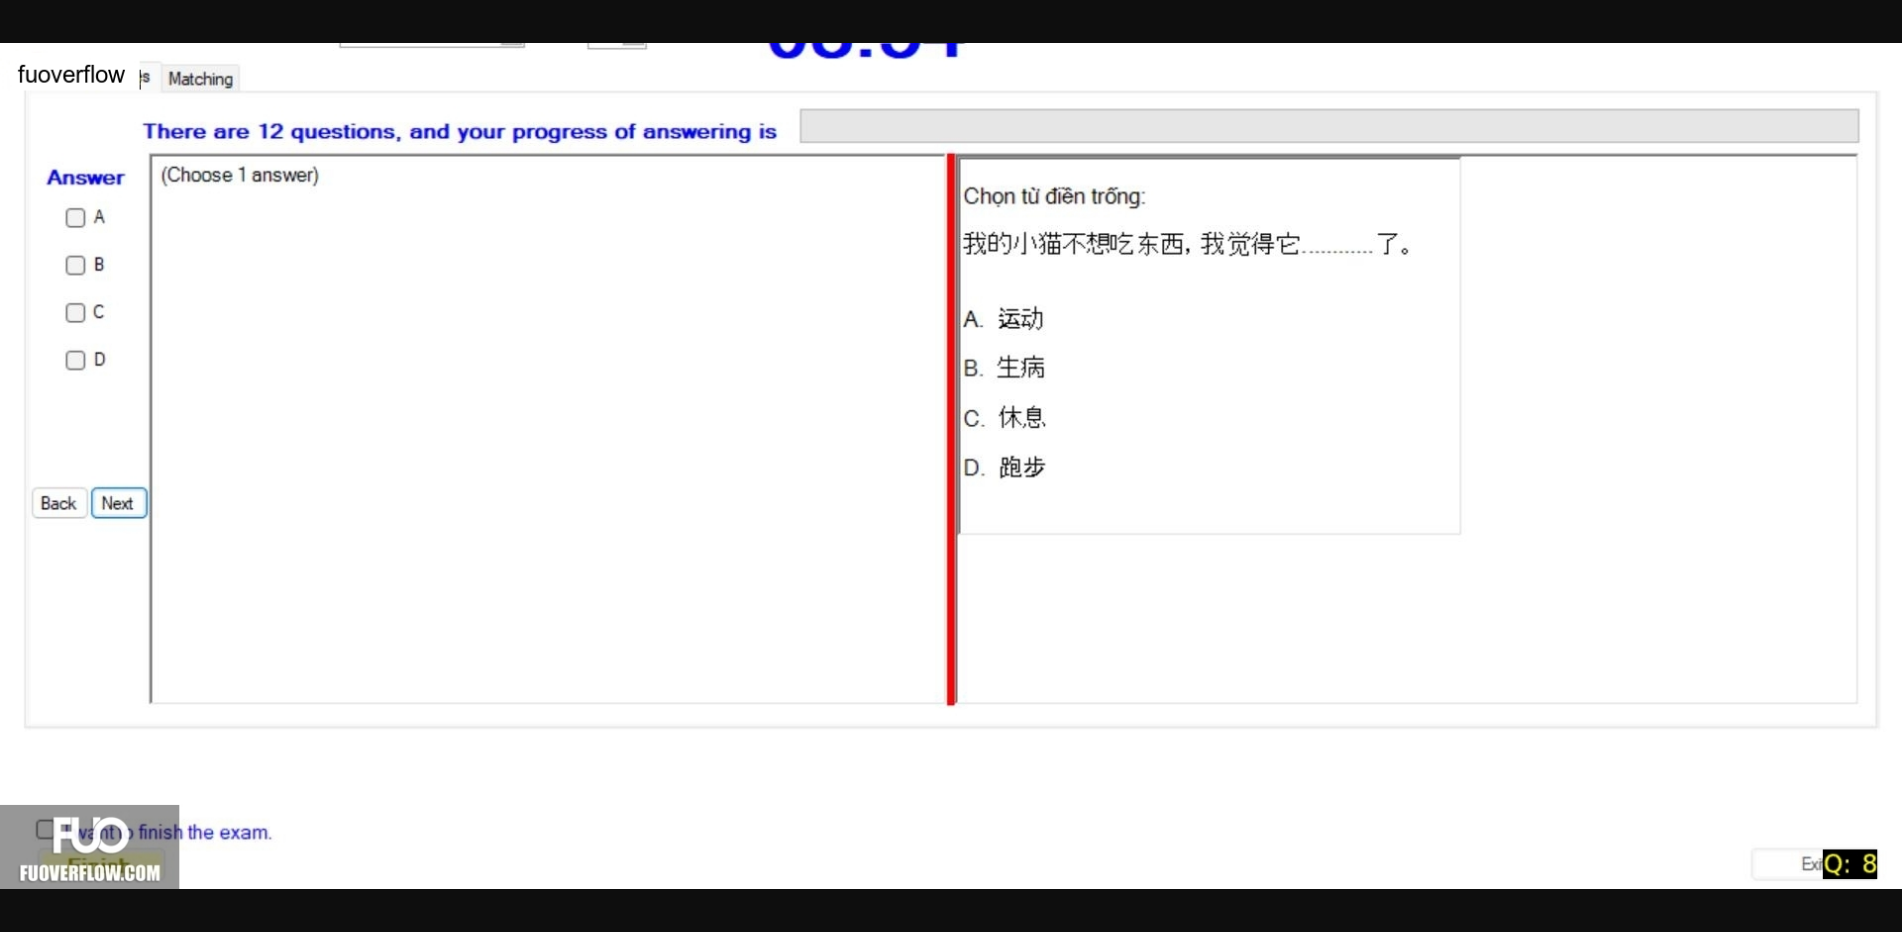 fuoverflow
Matching
There are 12 questions, and your progress of answering is
Answer
(Choose 1 answer)
A
B
C
D
Back Next
Chọn từ điền trống:
我的小猫不想吃东西, 我觉得它............了。
A. 运动
B. 生病
C. 休息
D. 跑步
finish the exam.
FUO
FUOVERFLOW.COM
Q: 8